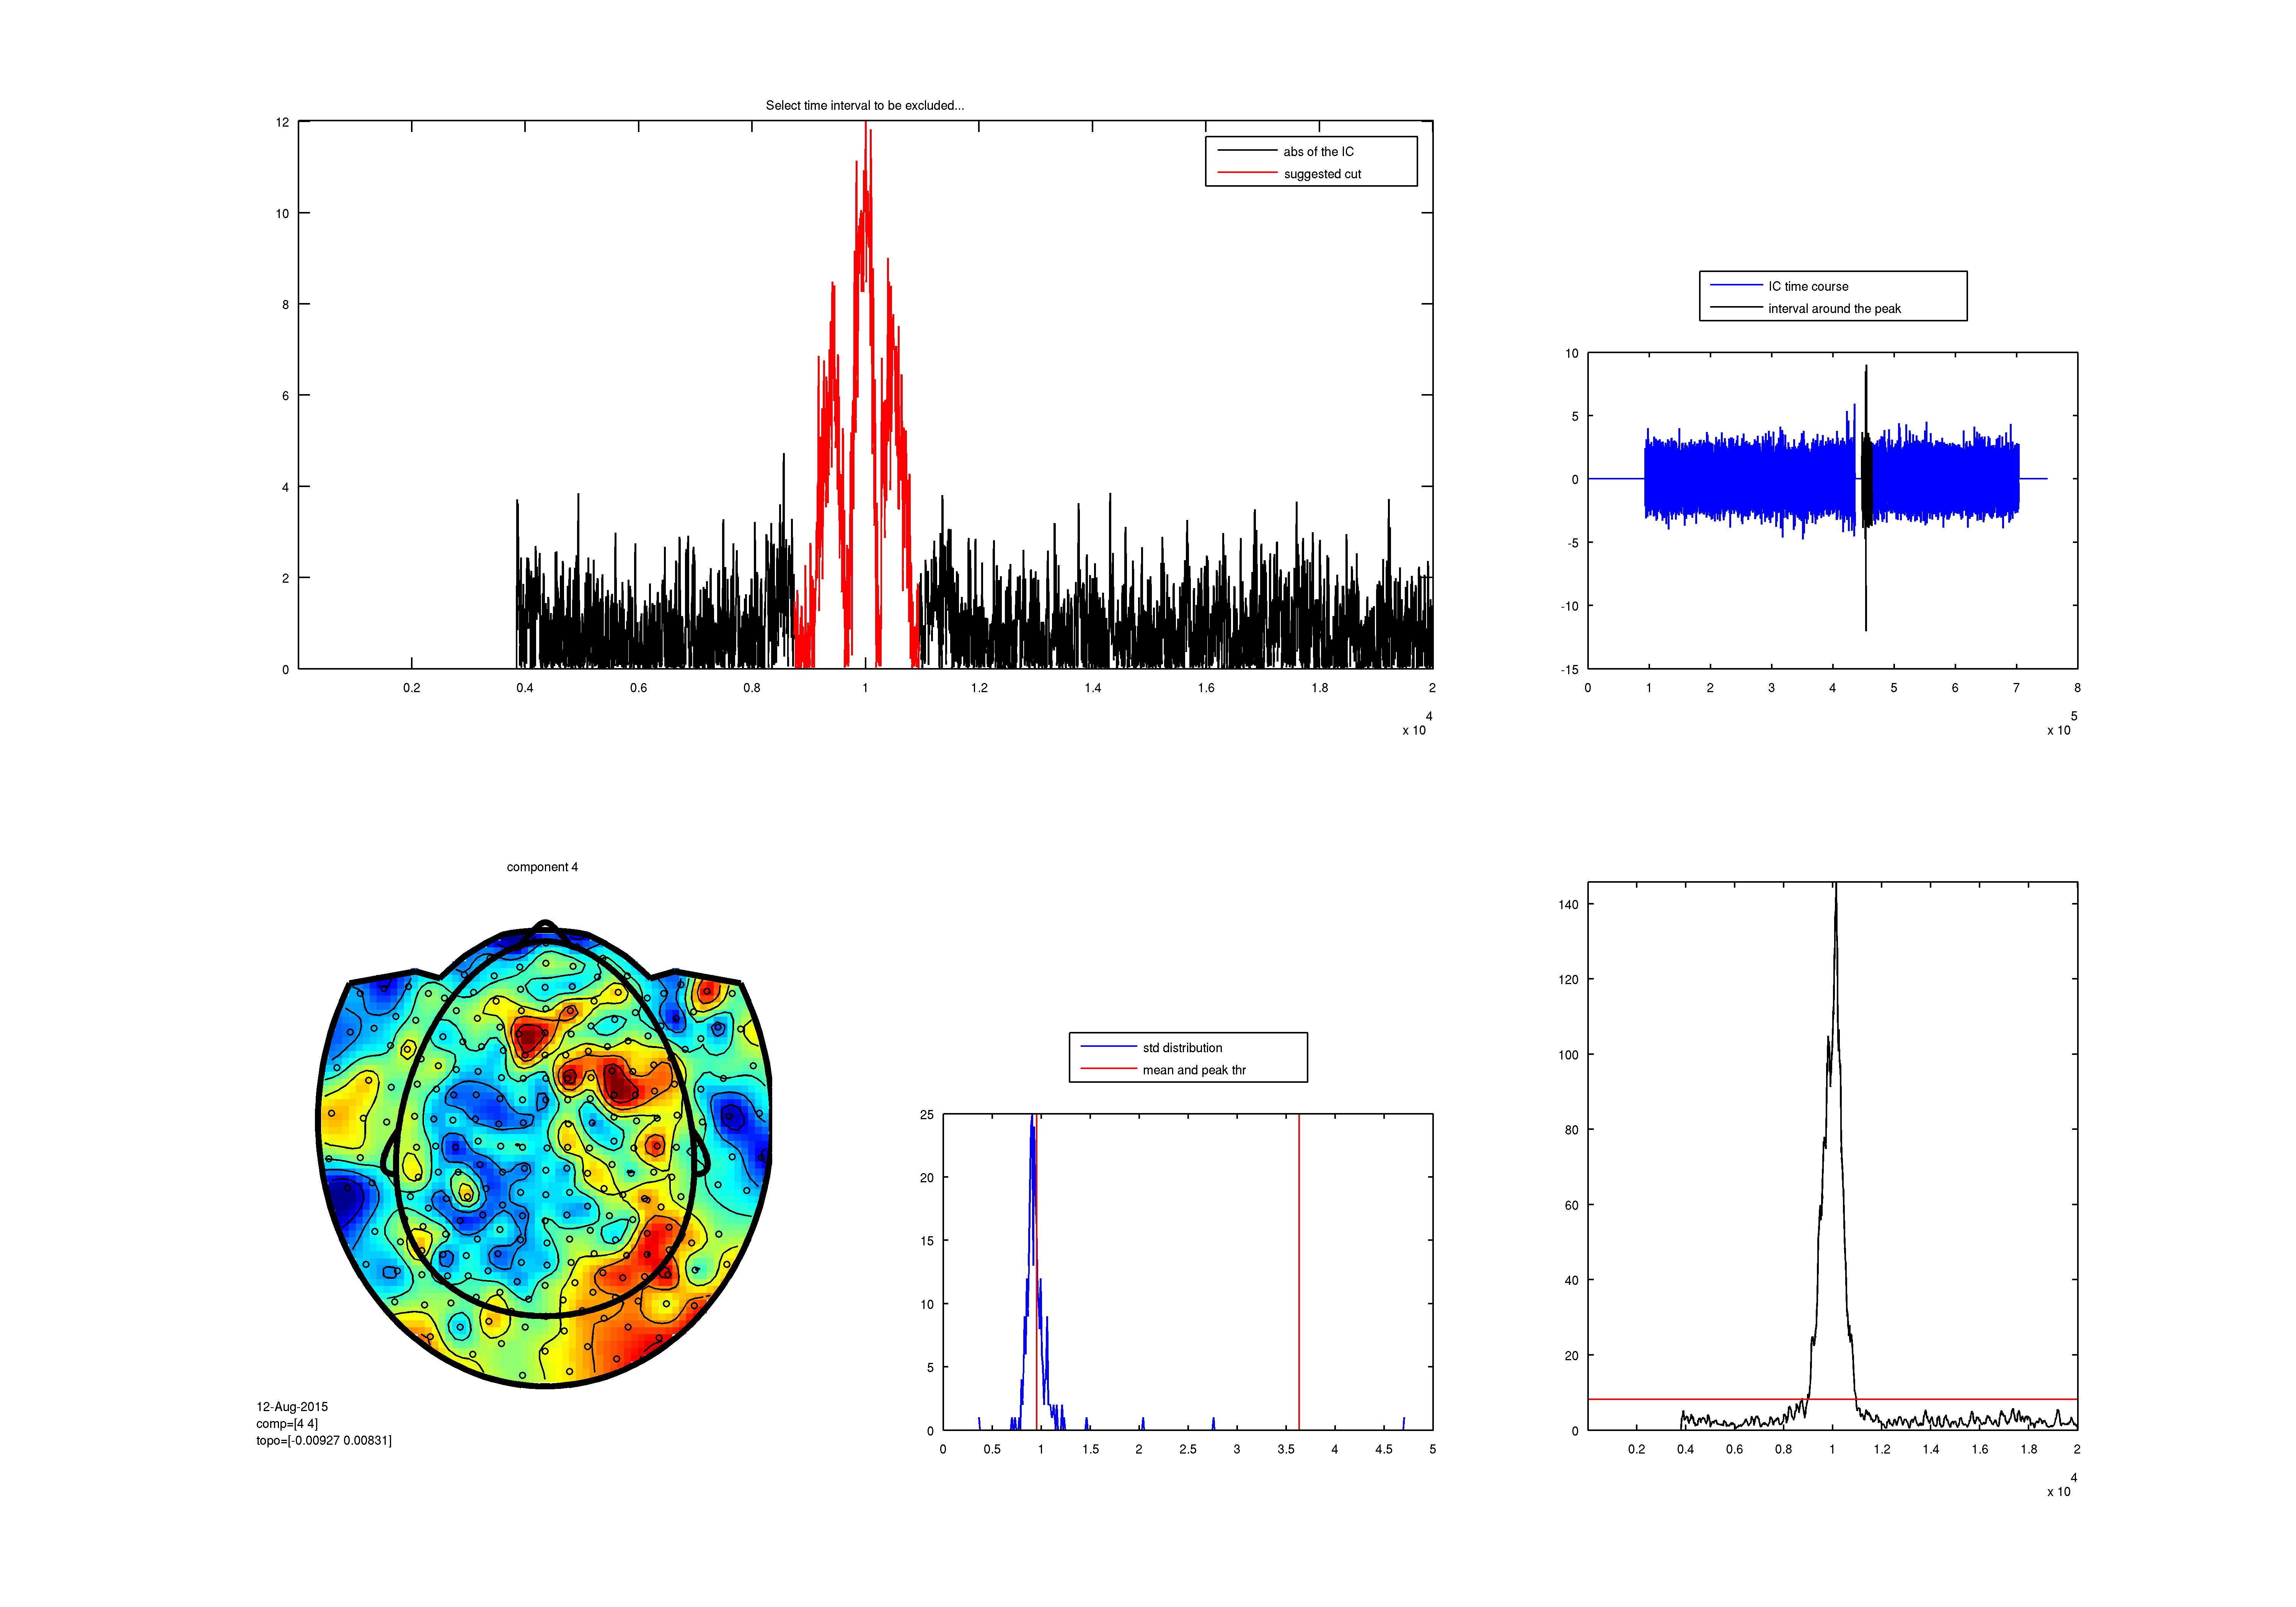 Select time interval to be excluded...
12
10
8
6
4
2
0
abs of the IC
suggested cut
0.2 0.4 0.6 0.8 1 1.2 1.4 1.6 1.8 2
4
x 10
IC time course
interval around the peak
10
5
0
-5
-10
-15
0 1 2 3 4 5 6 7 8
5
x 10
component 4
12-Aug-2015
comp=[4 4]
topo=[-0.00927 0.00831]
std distribution
mean and peak thr
25
20
15
10
5
0
0 0.5 1 1.5 2 2.5 3 3.5 4 4.5 5
140
120
100
80
60
40
20
0
0.2 0.4 0.6 0.8 1 1.2 1.4 1.6 1.8 2
4
x 10